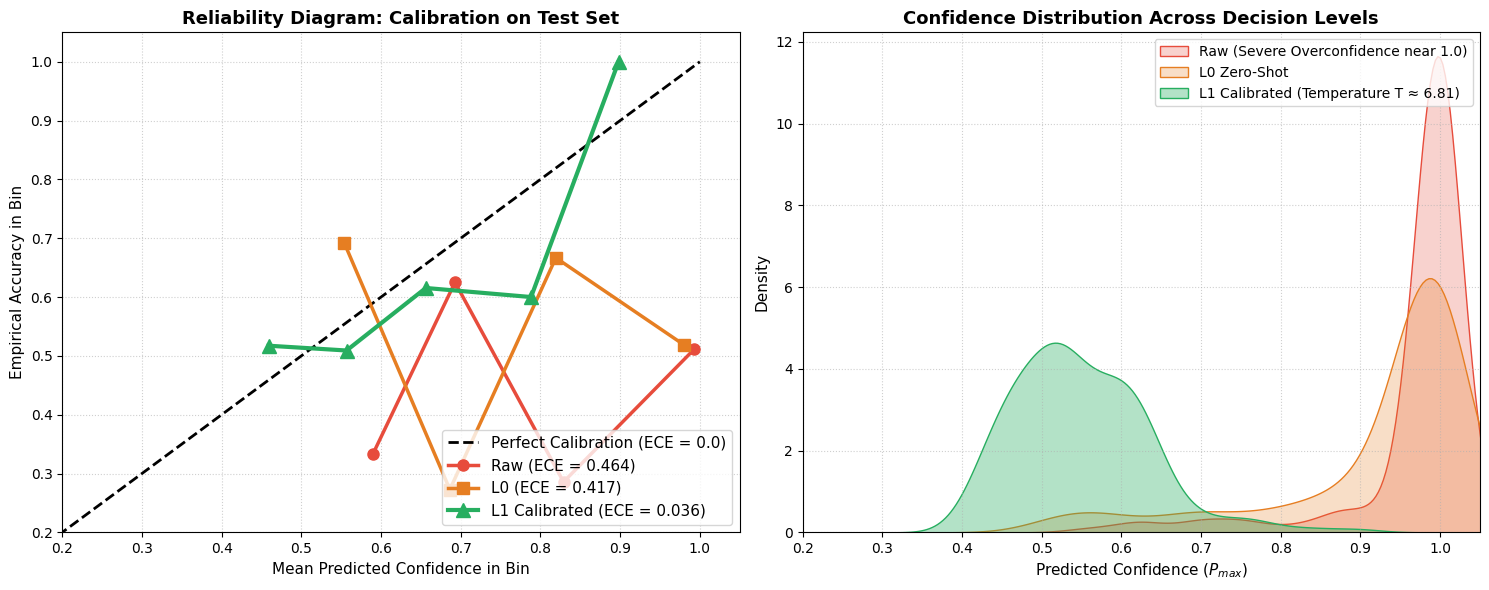 Reliability Diagram: Calibration on Test Set
Empirical Accuracy in Bin
1.0
0.9
0.8
0.7
0.6
0.5
0.4
0.3
0.2
Perfect Calibration (ECE = 0.0)
Raw (ECE = 0.464)
L0 (ECE = 0.417)
L1 Calibrated (ECE = 0.036)
0.2 0.3 0.4 0.5 0.6 0.7 0.8 0.9 1.0
Mean Predicted Confidence in Bin
Confidence Distribution Across Decision Levels
Density
12
10
8
6
4
2
0
Raw (Severe Overconfidence near 1.0)
L0 Zero-Shot
L1 Calibrated (Temperature T ≈ 6.81)
0.2 0.3 0.4 0.5 0.6 0.7 0.8 0.9 1.0
Predicted Confidence (P_max)